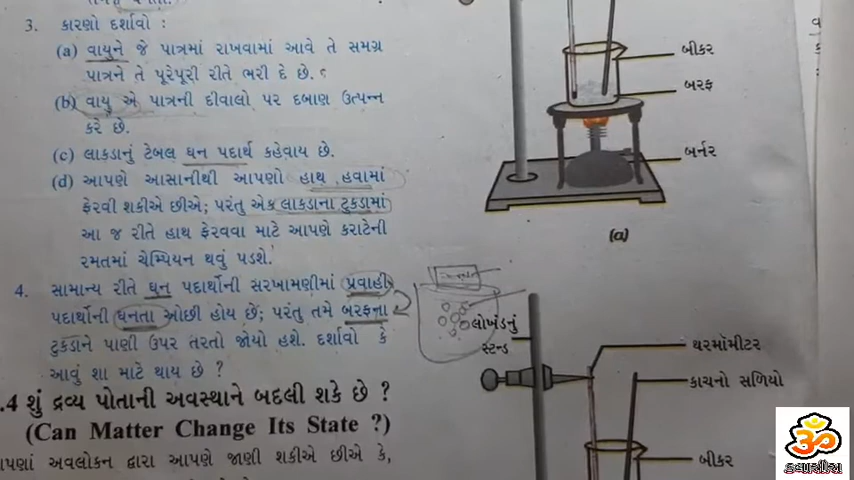 3. કારણો દર્શાવો :
(a) વાયુને જે પાત્રમાં રાખવામાં આવે તે સમગ્ર
પાત્રને તે પૂરેપૂરી રીતે ભરી દે છે.
(b) વાયુ એ પાત્રની દીવાલો પર દબાણ ઉત્પન્ન
કરે છે.
(c) લાકડાનું ટેબલ ઘન પદાર્થ કહેવાય છે.
(d) આપણે આસાનીથી આપણો હાથ હવામાં
ફેરવી શકીએ છીએ; પરંતુ એક લાકડાના ટુકડામાં
આ જ રીતે હાથ ફેરવવા માટે આપણે કરાટેની
રમતમાં ચેમ્પિયન થવું પડશે.
4. સામાન્ય રીતે ઘન પદાર્થોની સરખામણીમાં પ્રવાહી
પદાર્થોની ઘનતા ઓછી હોય છે; પરંતુ તમે બરફના
ટુકડાને પાણી ઉપર તરતો જોયો હશે. દર્શાવો કે
આવું શા માટે થાય છે ?
.4 શું દ્રવ્ય પોતાની અવસ્થાને બદલી શકે છે ?
(Can Matter Change Its State ?)
આપણાં અવલોકન દ્વારા આપણે જાણી શકીએ છીએ કે,
બીકર
બરફ
બર્નર
(a)
લોખંડનું
સ્ટેન્ડ
થરમૉમીટર
કાચનો સળિયો
બીકર
ૐ